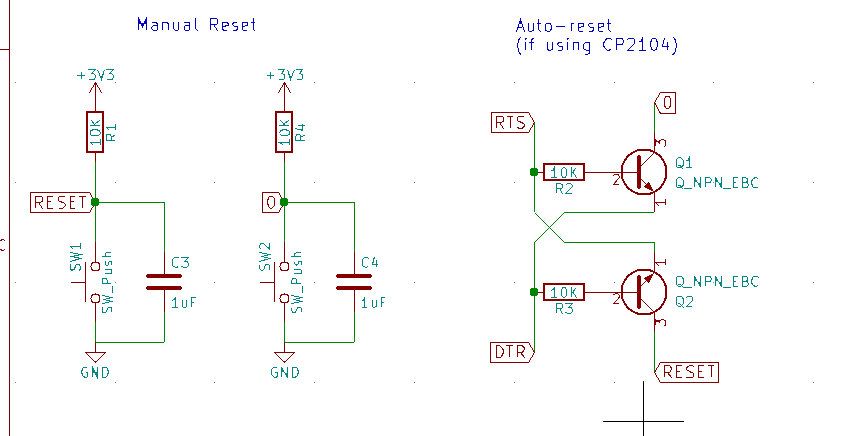 Manual Reset
Auto-reset
(if using CP2104)
+3V3
+3V3
0
10K
R1
10K
R4
RTS
3
Q1
10K
2
Q_NPN_EBC
R2
1
RESET
0
SW1
SW_Push
C3
1uF
SW2
SW_Push
C4
1uF
1
Q_NPN_EBC
10K
2
Q2
R3
3
DTR
GND
GND
RESET
C